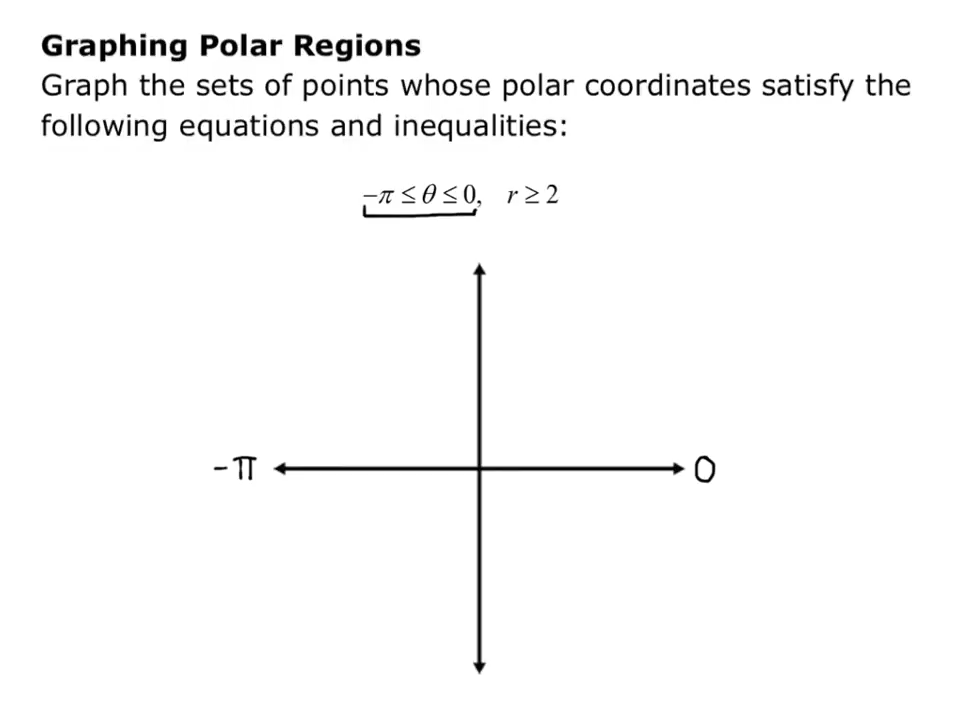 Graphing Polar Regions
Graph the sets of points whose polar coordinates satisfy the
following equations and inequalities:
−π ≤ θ ≤ 0, r ≥ 2
-π
0